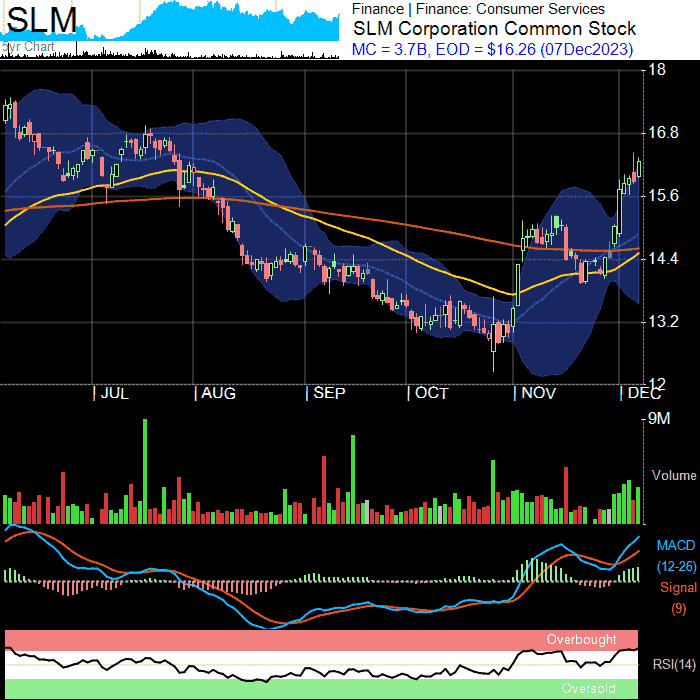 SLM
5yr Chart
Finance | Finance: Consumer Services
SLM Corporation Common Stock
MC = 3.7B, EOD = $16.26 (07Dec2023)
18
16.8
15.6
14.4
13.2
12
JUL
AUG
SEP
OCT
NOV
DEC
9M
Volume
MACD
(12-26)
Signal
(9)
Overbought
RSI(14)
Oversold